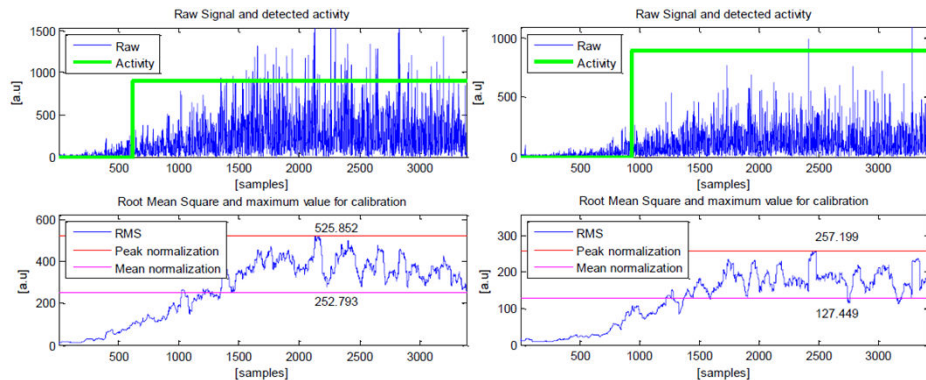 Raw Signal and detected activity
1500
1000
500
0
[a.u]
Raw
Activity
500 1000 1500 2000 2500 3000
[samples]
Raw Signal and detected activity
1000
500
0
[a.u]
Raw
Activity
500 1000 1500 2000 2500 3000
[samples]
Root Mean Square and maximum value for calibration
600
400
200
0
[a.u]
RMS
Peak normalization
Mean normalization
525.852
252.793
500 1000 1500 2000 2500 3000
[samples]
Root Mean Square and maximum value for calibration
300
200
100
0
[a.u]
RMS
Peak normalization
Mean normalization
257.199
127.449
500 1000 1500 2000 2500 3000
[samples]